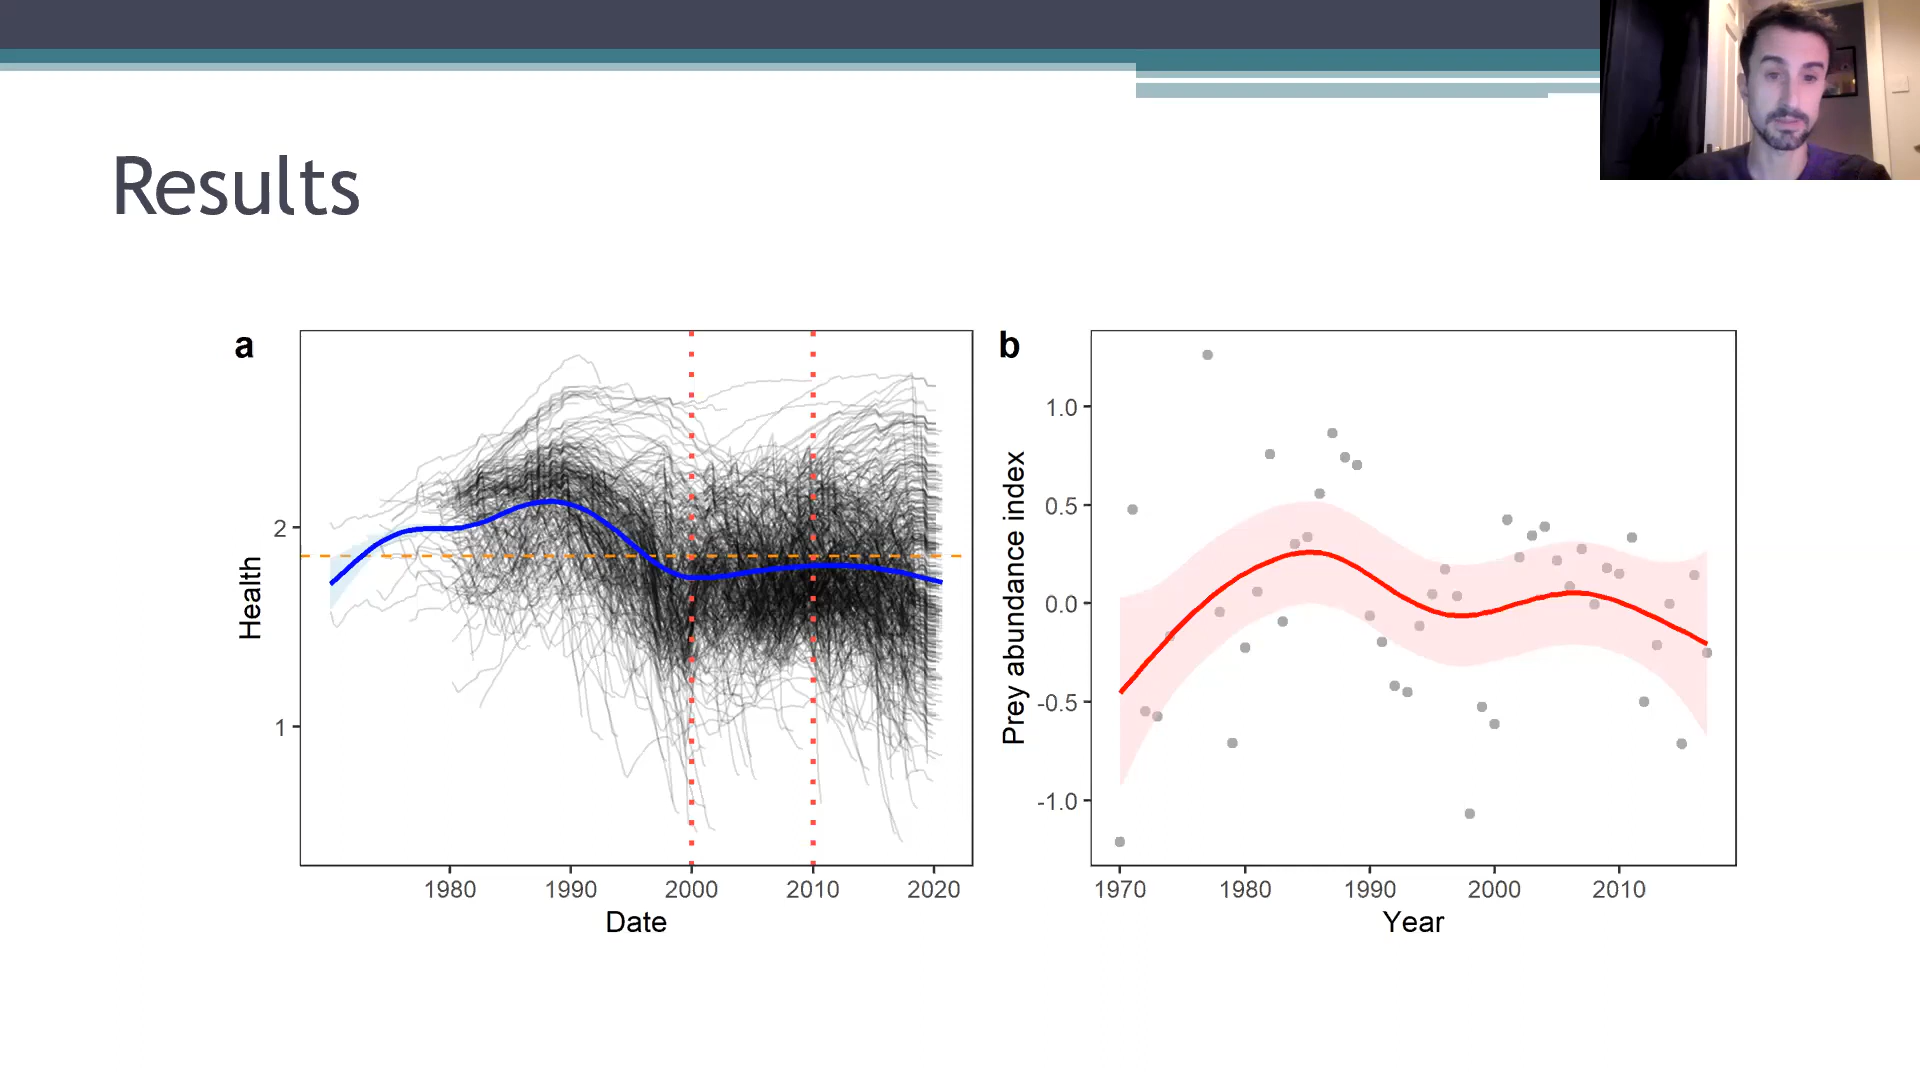 Results
a
Health
2
1
1980 1990 2000 2010 2020
Date
b
Prey abundance index
1.0
0.5
0.0
-0.5
-1.0
1970 1980 1990 2000 2010
Year